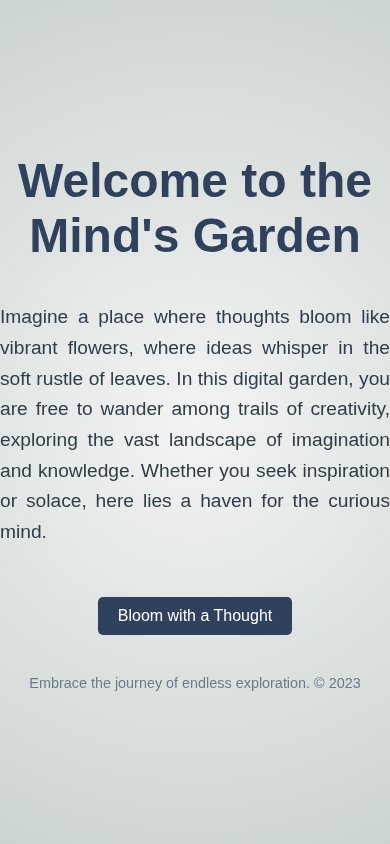 Welcome to the
Mind's Garden
Imagine a place where thoughts bloom like
vibrant flowers, where ideas whisper in the
soft rustle of leaves. In this digital garden, you
are free to wander among trails of creativity,
exploring the vast landscape of imagination
and knowledge. Whether you seek inspiration
or solace, here lies a haven for the curious
mind.
Bloom with a Thought
Embrace the journey of endless exploration. © 2023